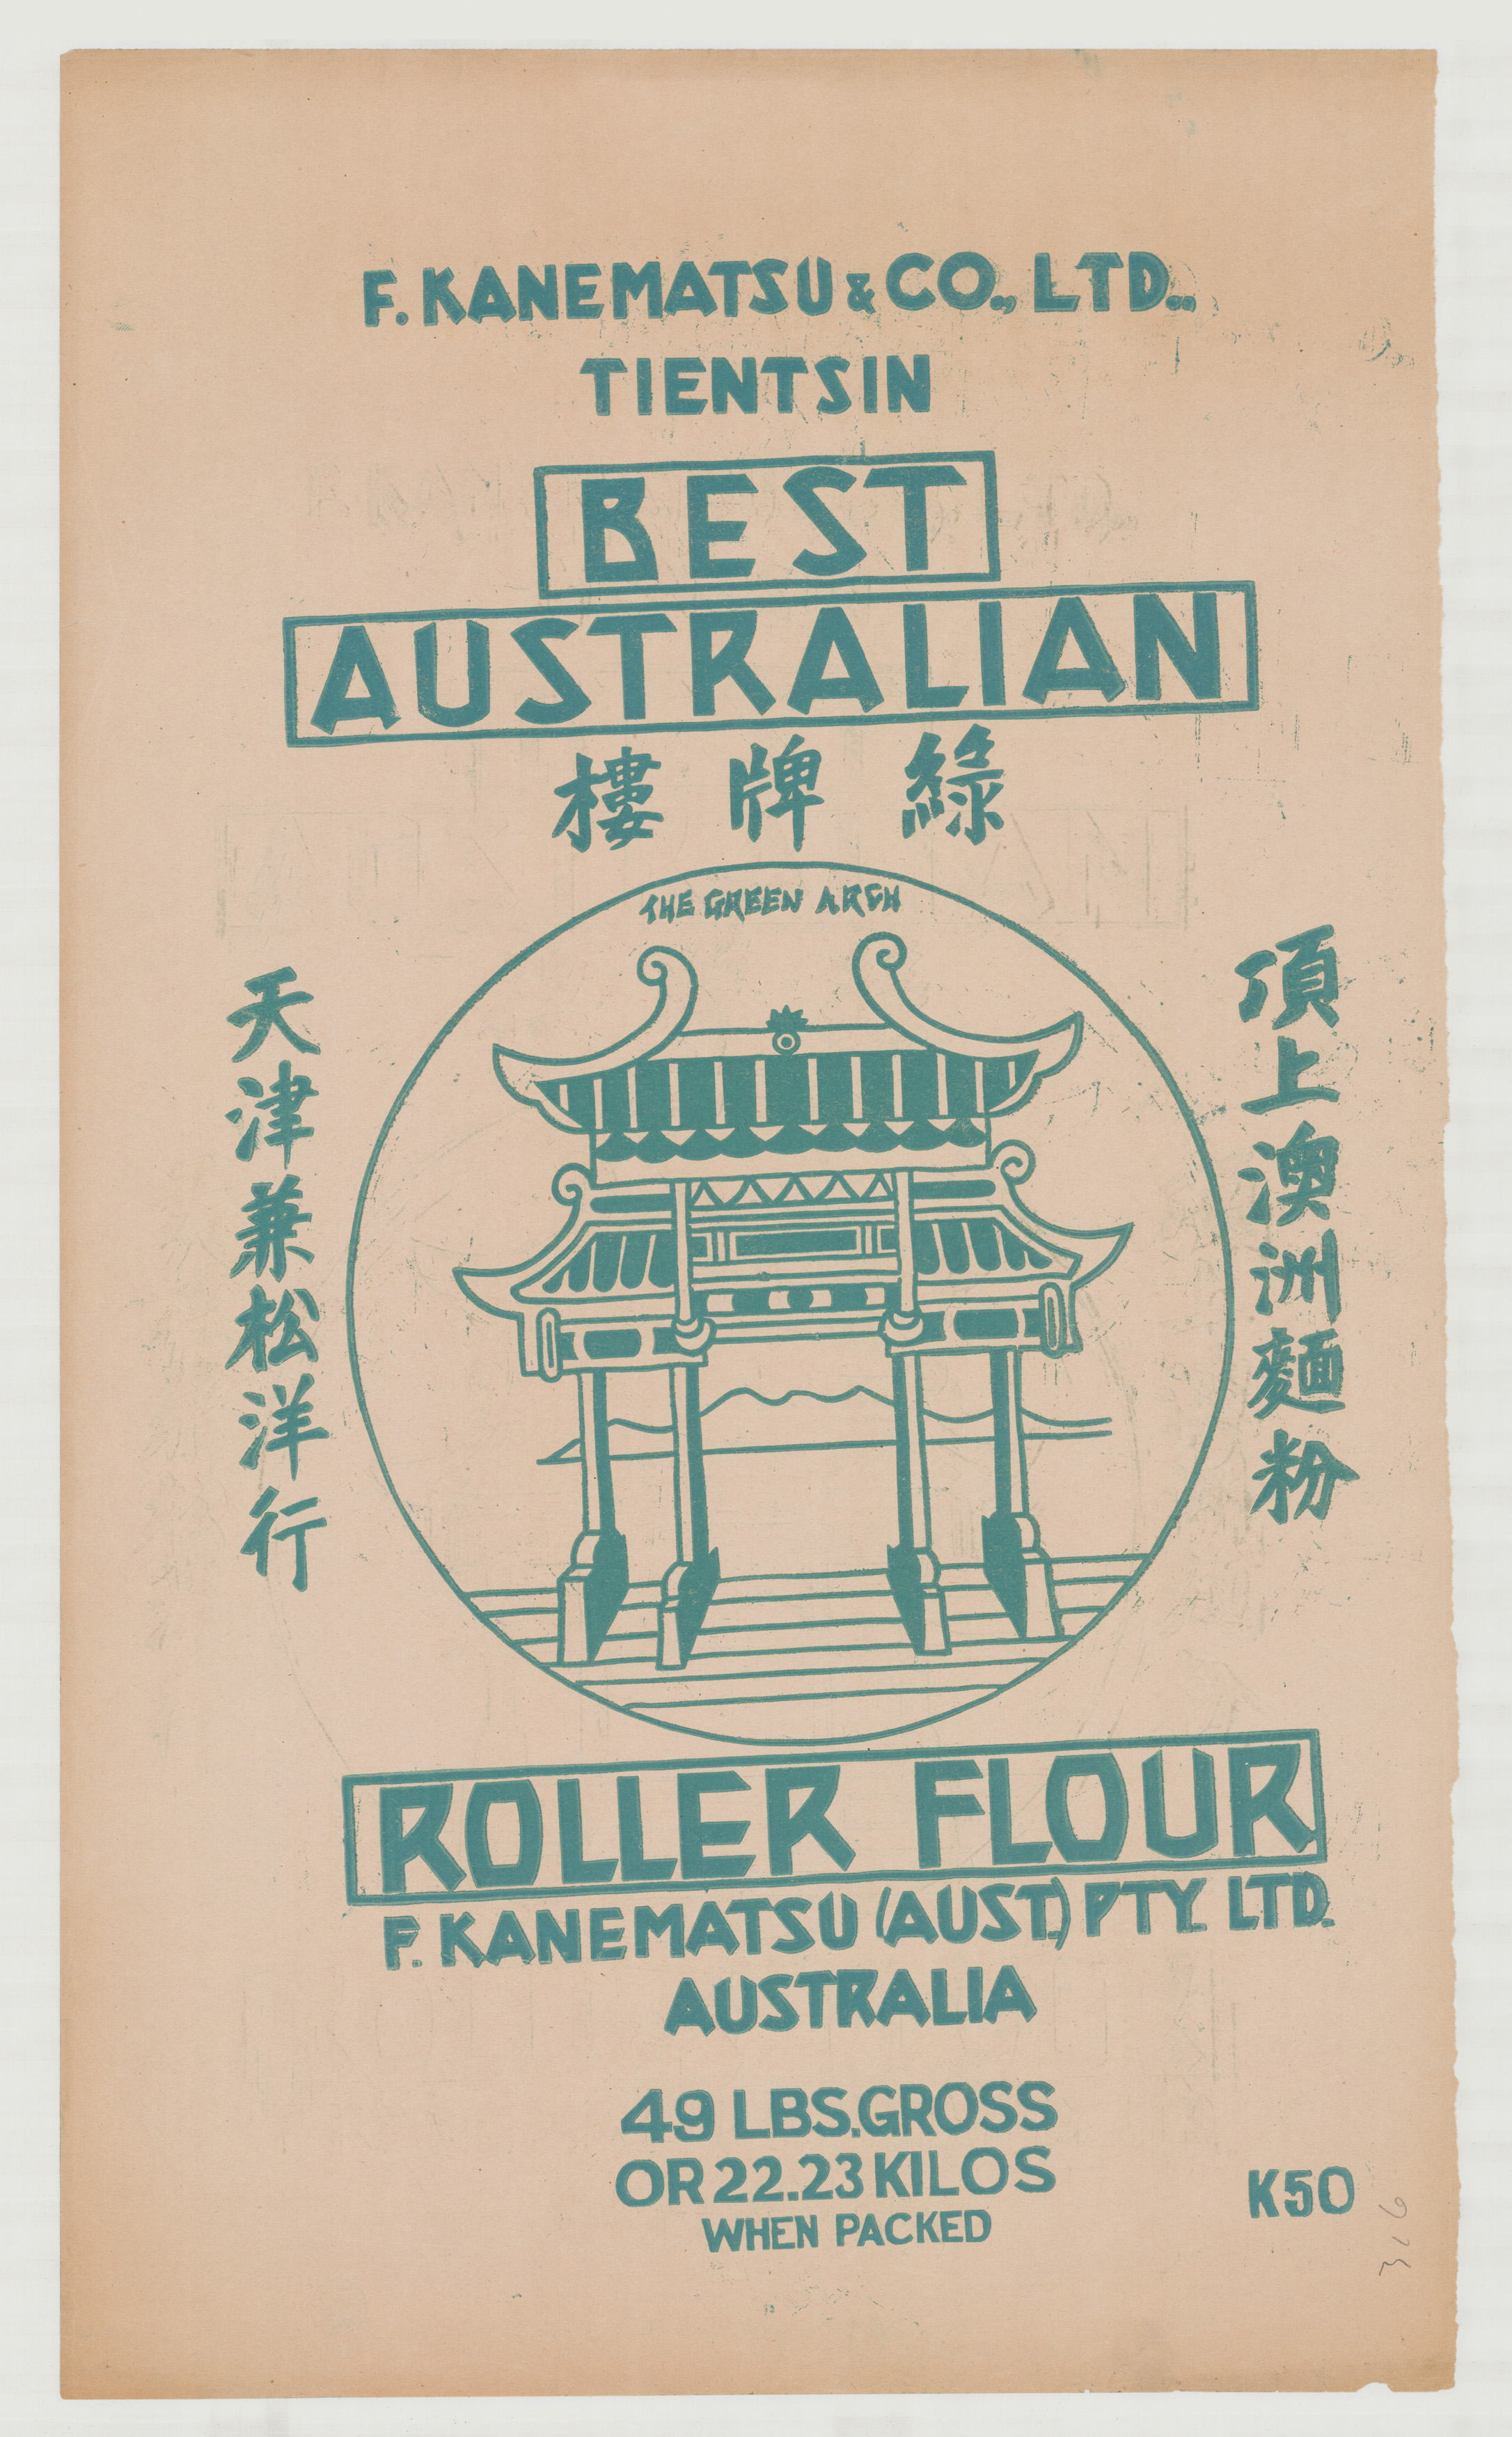 F. KANEMATSU & CO., LTD.,
TIENTSIN
BEST
AUSTRALIAN
樓牌綠
THE GREEN ARCH
頂上澳洲麵粉
天津兼松洋行
ROLLER FLOUR
F. KANEMATSU (AUST.) PTY. LTD.
AUSTRALIA
49 LBS. GROSS
OR 22.23 KILOS
WHEN PACKED
K50